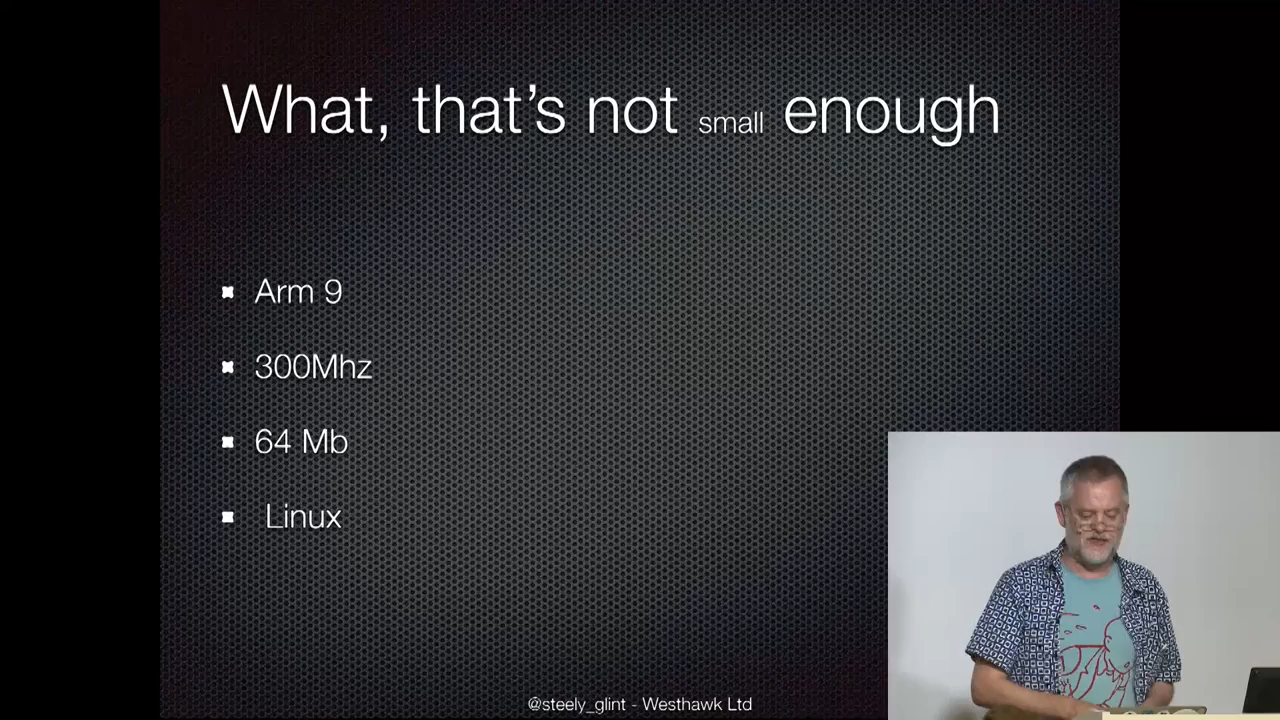 What, that's not small enough
Arm 9
300Mhz
64 Mb
Linux
@steely_glint - Westhawk Ltd